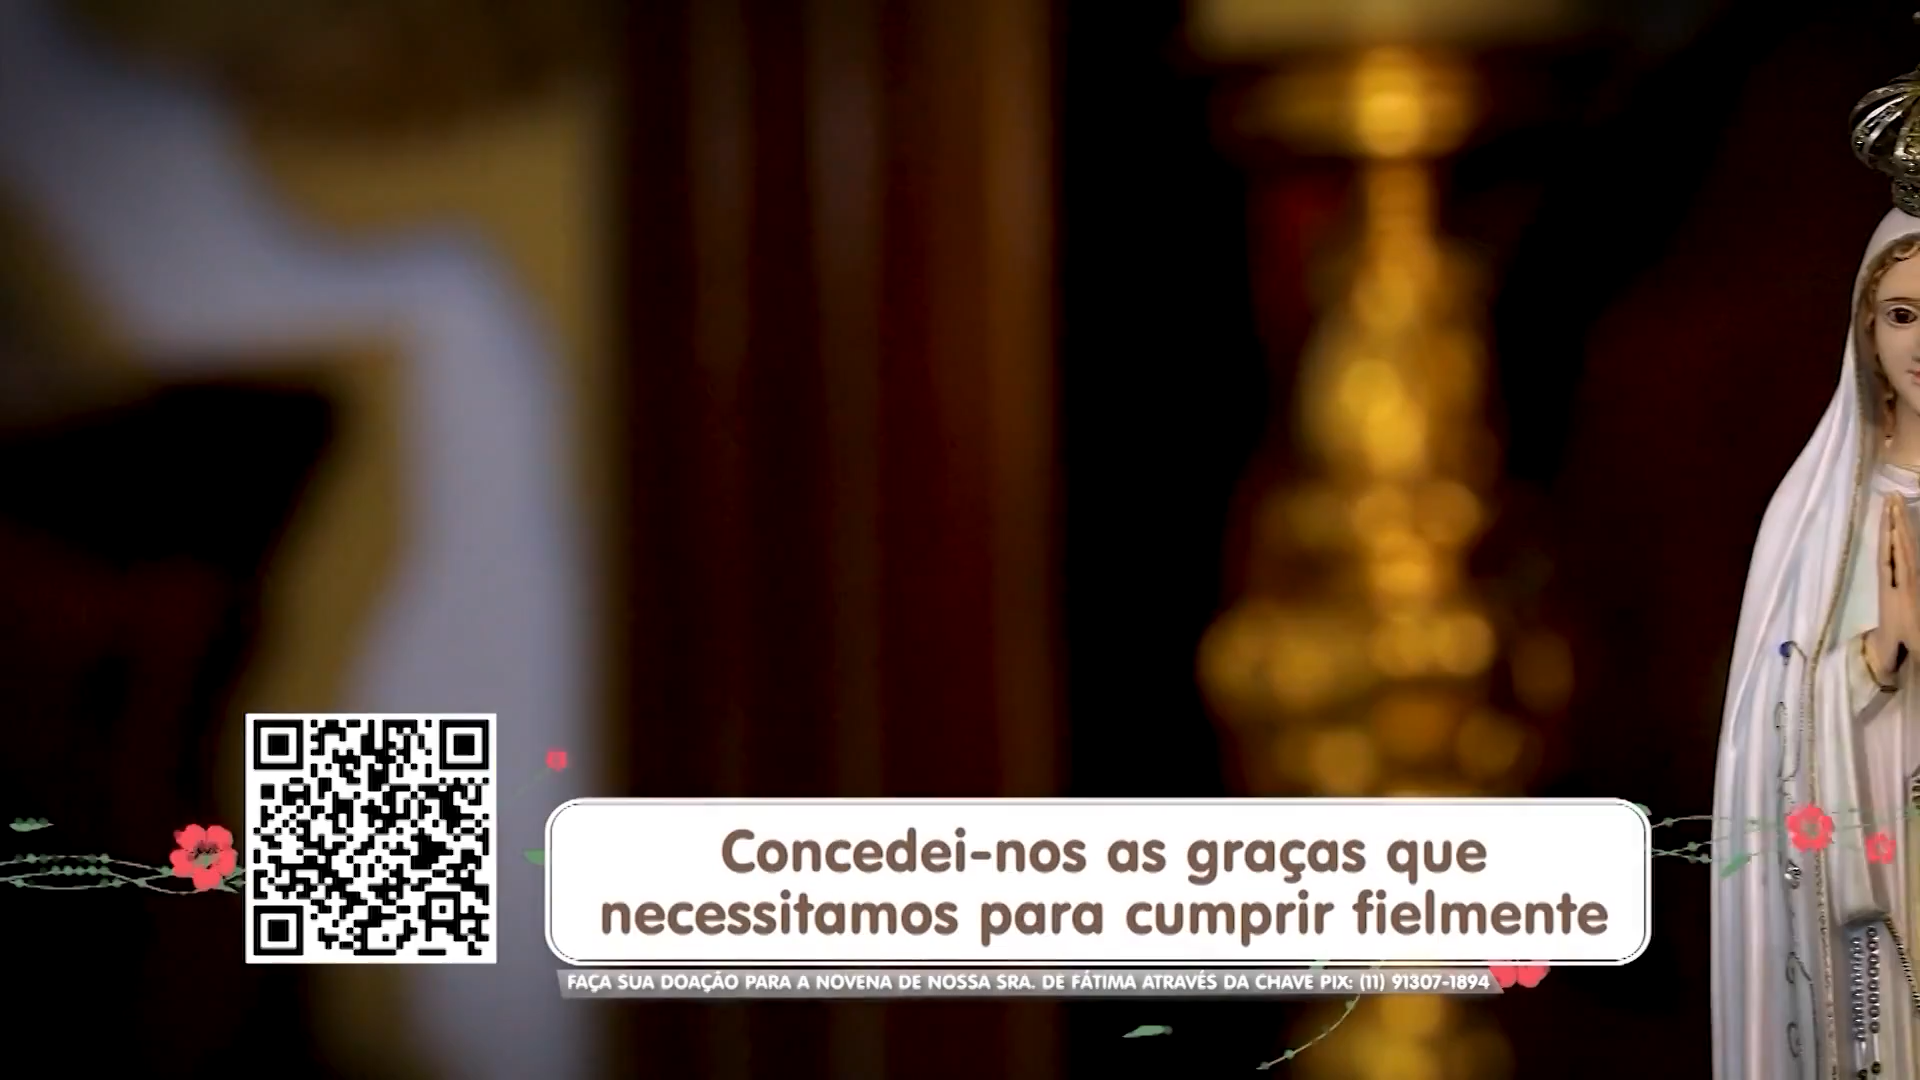 Concedei-nos as graças que
necessitamos para cumprir fielmente
FAÇA SUA DOAÇÃO PARA A NOVENA DE NOSSA SRA. DE FÁTIMA ATRAVÉS DA CHAVE PIX: (11) 91307-1894